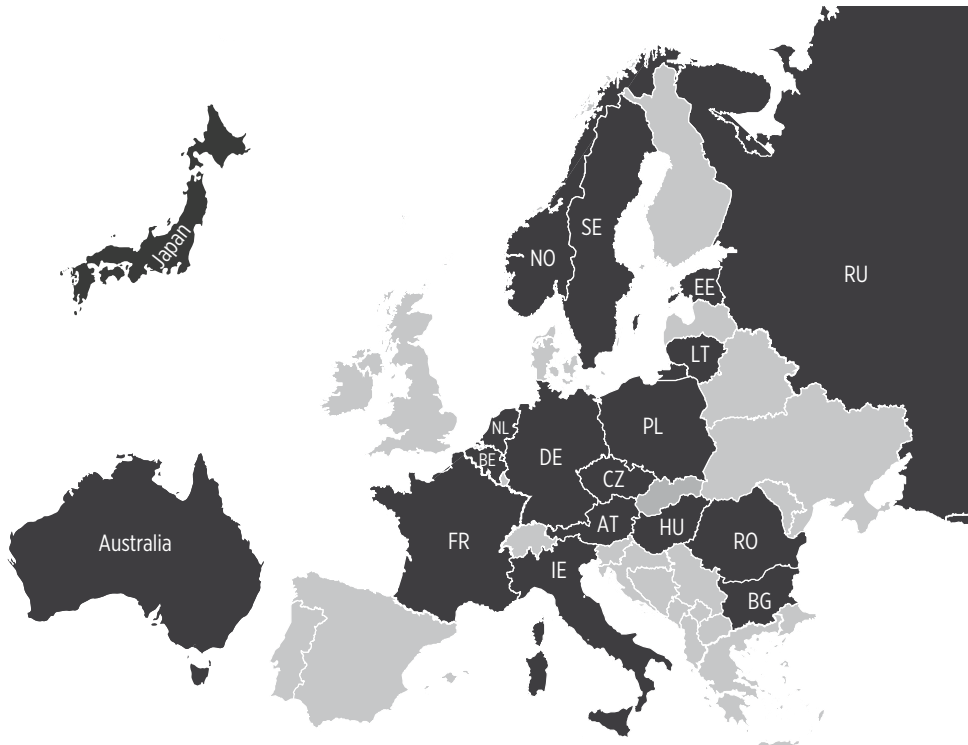 Japan
SE
NO
RU
EE
LT
NL
PL
BE
DE
CZ
AT
HU
FR
Australia
RO
IE
BG